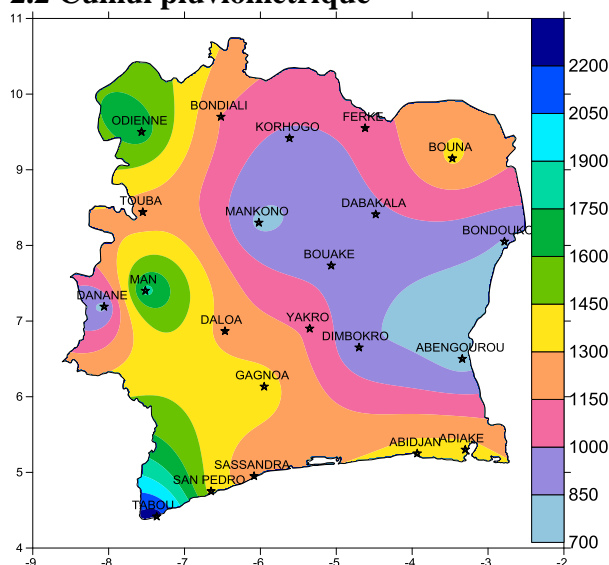 2.2 Cumul pluviométrique
11
10
9
8
7
6
5
4
-9
-8
-7
-6
-5
-4
-3
-2
2200
2050
1900
1750
1600
1450
1300
1150
1000
850
700
BONDIALI
ODIENNE
KORHOGO
FERKE
BOUNA
TOUBA
MANKONO
DABAKALA
BONDOUKO
BOUAKE
MAN
DANANE
DALOA
YAKRO
DIMBOKRO
ABENGOUROU
GAGNOA
ABIDJAN
ADIAKE
SASSANDRA
SAN PEDRO
TABOU